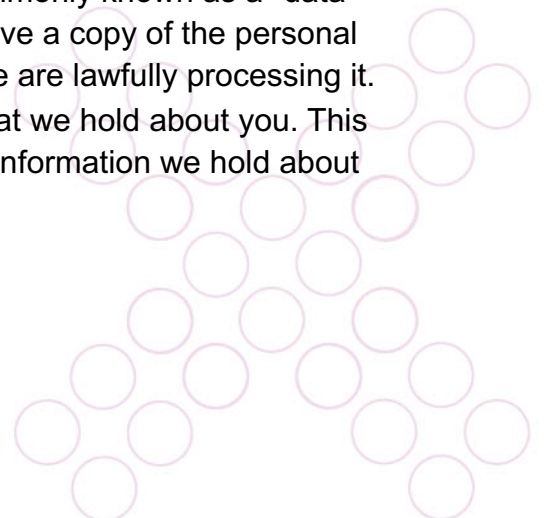 mmonly known as a “data
ve a copy of the personal
e are lawfully processing it.
at we hold about you. This
information we hold about